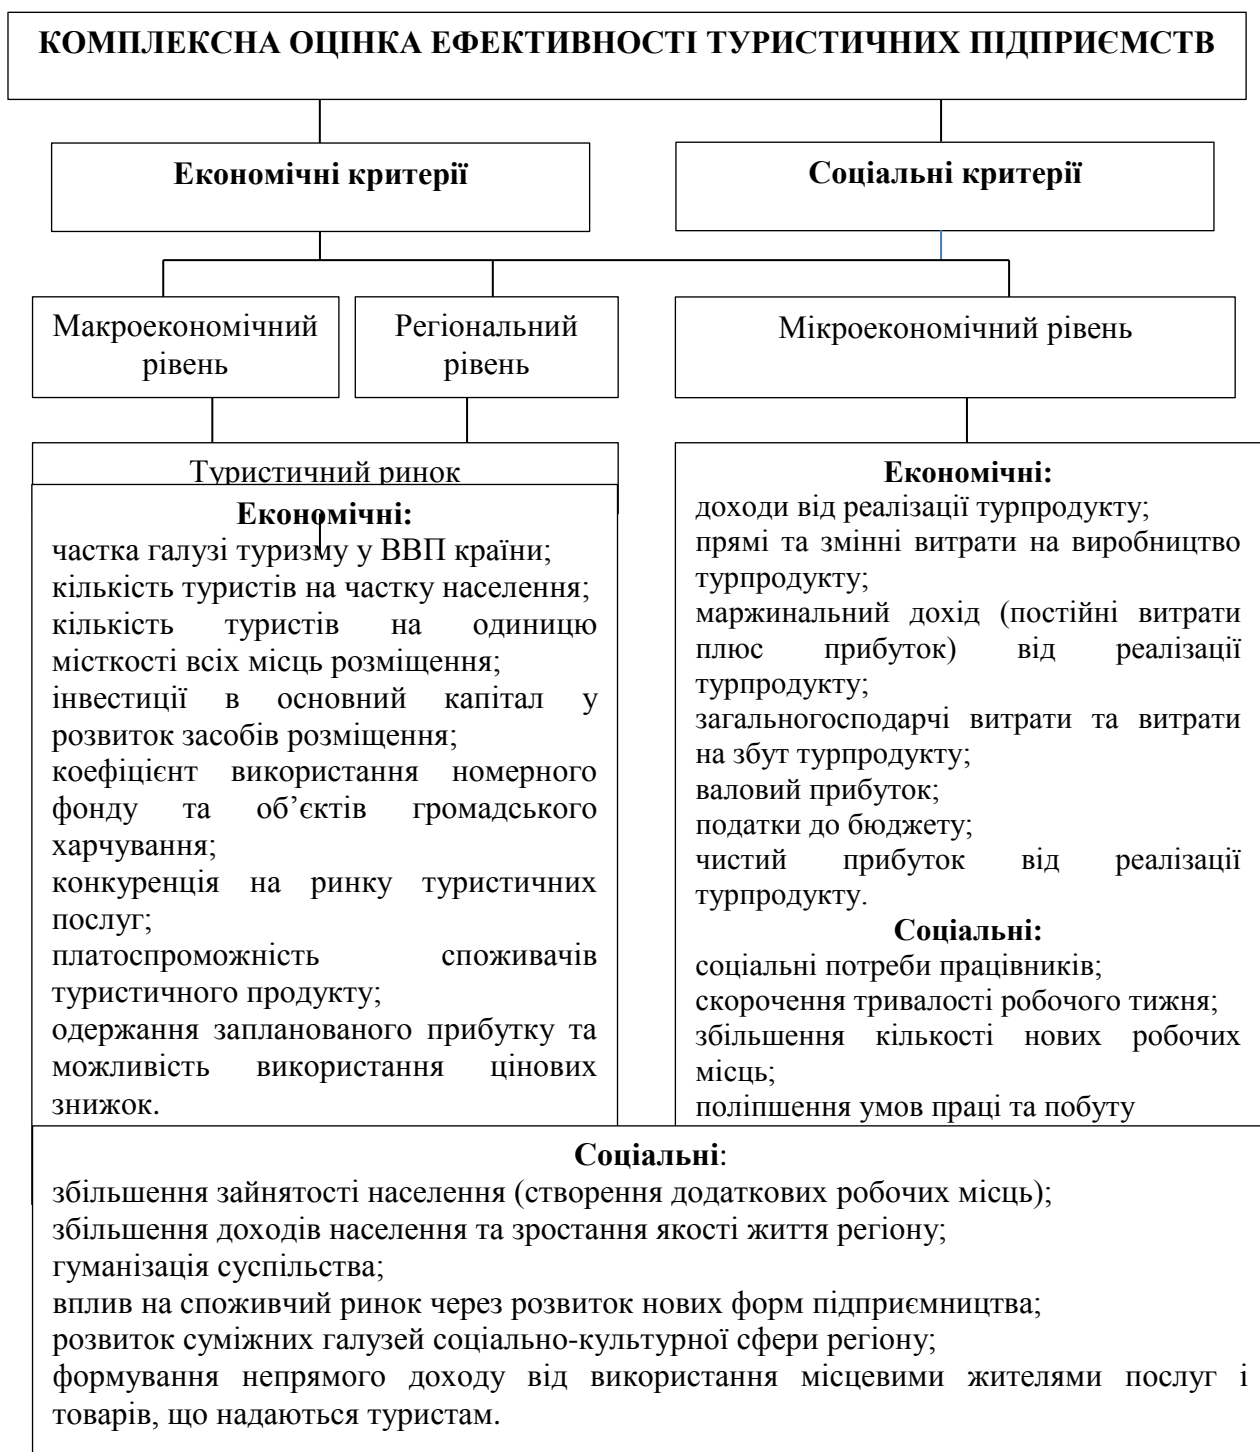 КОМПЛЕКСНА ОЦІНКА ЕФЕКТИВНОСТІ ТУРИСТИЧНИХ ПІДПРИЄМСТВ
Економічні критерії
Соціальні критерії
Макроекономічний
рівень
Регіональний
рівень
Мікроекономічний рівень
Туристичний ринок
Економічні:
частка галузі туризму у ВВП країни;
кількість туристів на частку населення;
кількість туристів на одиницю
місткості всіх місць розміщення;
інвестиції в основний капітал у
розвиток засобів розміщення;
коефіцієнт використання номерного
фонду та об’єктів громадського
харчування;
конкуренція на ринку туристичних
послуг;
платоспроможність споживачів
туристичного продукту;
одержання запланованого прибутку та
можливість використання цінових
знижок.
Економічні:
доходи від реалізації турпродукту;
прямі та змінні витрати на виробництво
турпродукту;
маржинальний дохід (постійні витрати
плюс прибуток) від реалізації
турпродукту;
загальногосподарчі витрати та витрати
на збут турпродукту;
валовий прибуток;
податки до бюджету;
чистий прибуток від реалізації
турпродукту.
Соціальні:
соціальні потреби працівників;
скорочення тривалості робочого тижня;
збільшення кількості нових робочих
місць;
поліпшення умов праці та побуту
Соціальні:
збільшення зайнятості населення (створення додаткових робочих місць);
збільшення доходів населення та зростання якості життя регіону;
гуманізація суспільства;
вплив на споживчий ринок через розвиток нових форм підприємництва;
розвиток суміжних галузей соціально-культурної сфери регіону;
формування непрямого доходу від використання місцевими жителями послуг і
товарів, що надаються туристам.